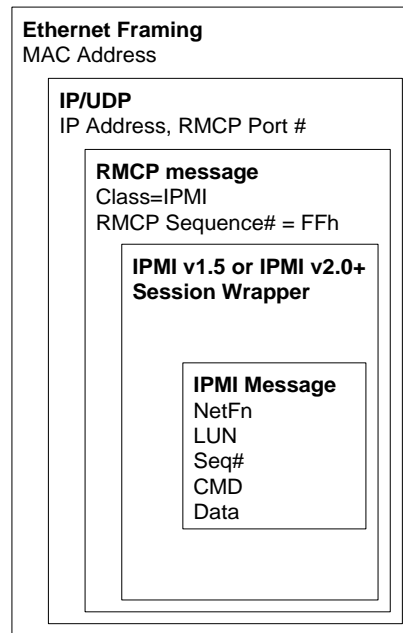 Ethernet Framing
MAC Address
IP/UDP
IP Address, RMCP Port #
RMCP message
Class=IPMI
RMCP Sequence# = FFh
IPMI v1.5 or IPMI v2.0+
Session Wrapper
IPMI Message
NetFn
LUN
Seq#
CMD
Data